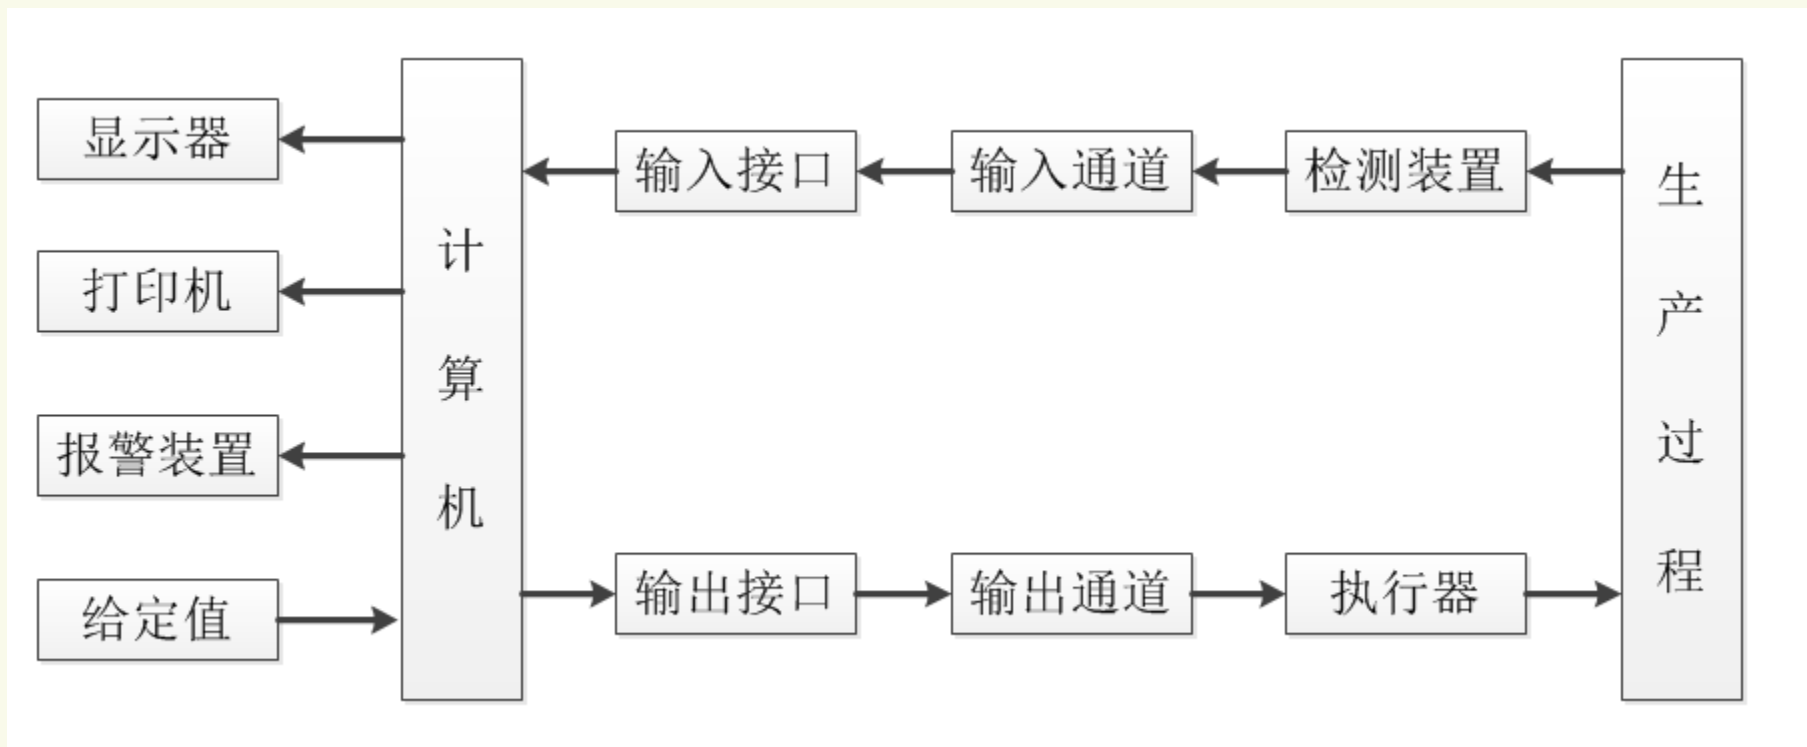 显示器
打印机
报警装置
给定值
计算机
输入接口
输入通道
检测装置
输出接口
输出通道
执行器
生产过程